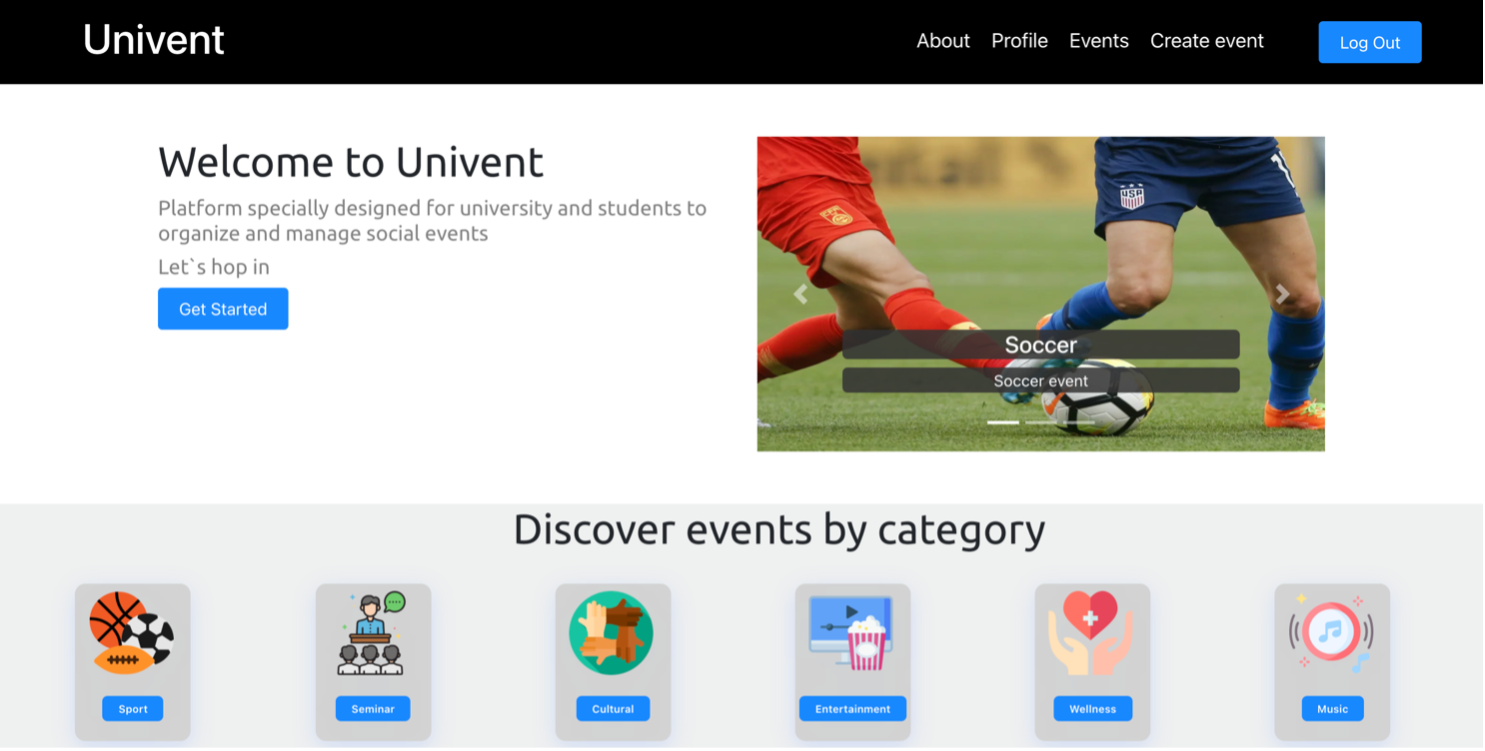 Univent
About Profile Events Create event Log Out
Welcome to Univent
Platform specially designed for university and students to
organize and manage social events
Let`s hop in
Get Started
USA
Soccer
Soccer event
Discover events by category
Sport Seminar Cultural Entertainment Wellness Music